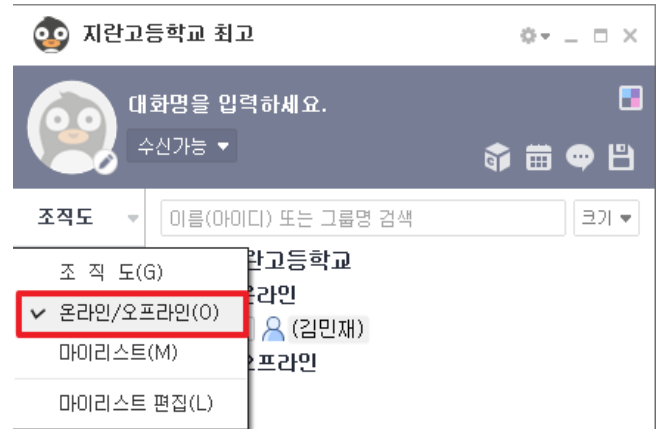 지란고등학교 최고
대화명을 입력하세요.
수신가능
조직도 이름(아이디) 또는 그룹명 검색 크기
조 직 도(G)
란고등학교
온라인/오프라인(O)
라인
(김민재)
마이리스트(M)
프라인
마이리스트 편집(L)